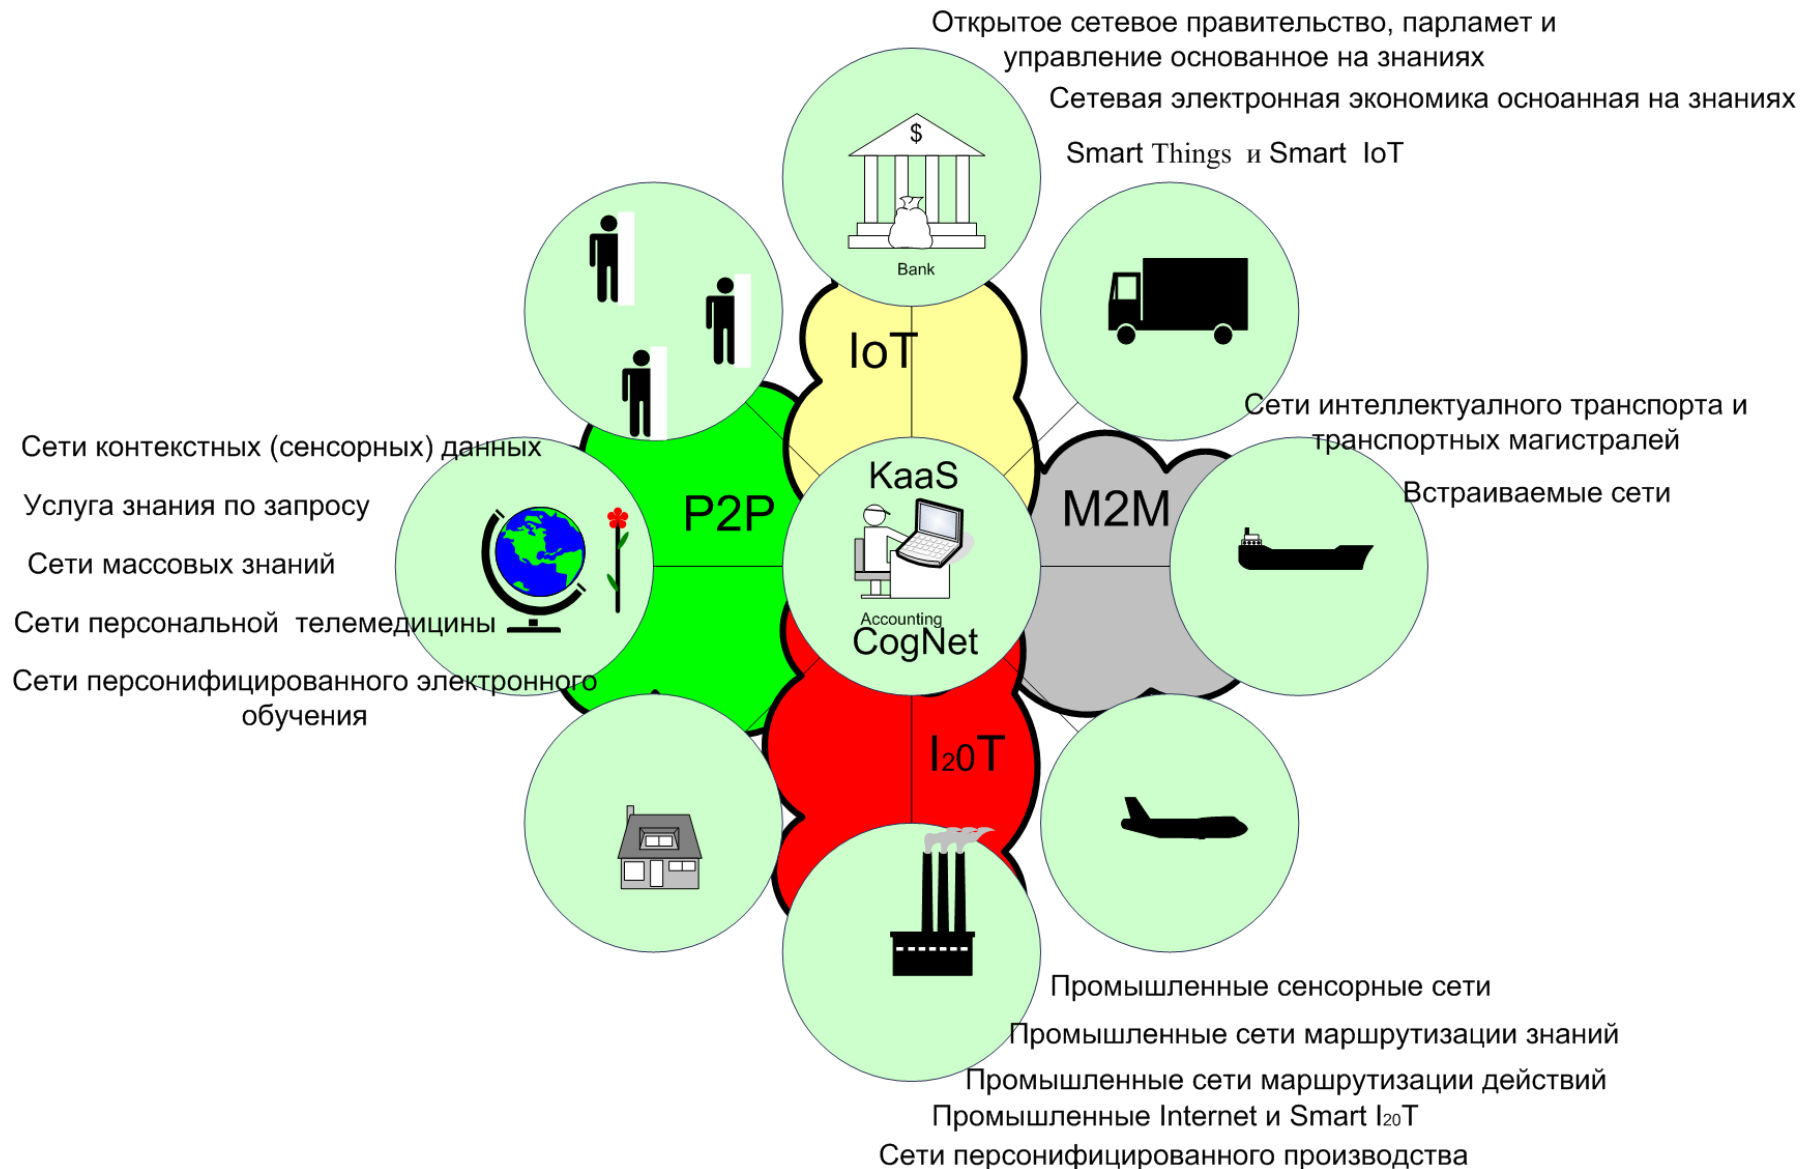 Открытое сетевое правительство, парламет и
управление основанное на знаниях
Сетевая электронная экономика осноанная на знаниях
Smart Things и Smart IoT
$
Bank
IoT
Сети интеллектуалного транспорта и
транспортных магистралей
Встраиваемые сети
Сети контекстных (сенсорных) данных
Услуга знания по запросу
Сети массовых знаний
Сети персональной телемедицины
Сети персонифицированного электронного
обучения
P2P
KaaS
Accounting
CogNet
M2M
I20T
Промышленные сенсорные сети
Промышленные сети маршрутизации знаний
Промышленные сети маршрутизации действий
Промышленные Internet и Smart I20T
Сети персонифицированного производства